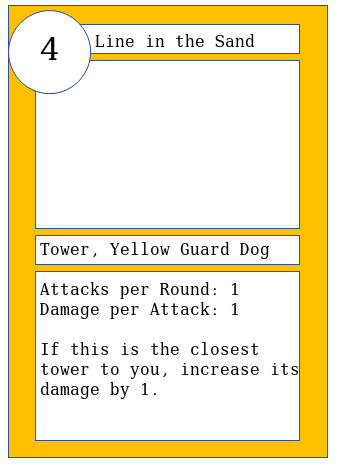 4
Line in the Sand
Tower, Yellow Guard Dog
Attacks per Round: 1
Damage per Attack: 1
If this is the closest
tower to you, increase its
damage by 1.